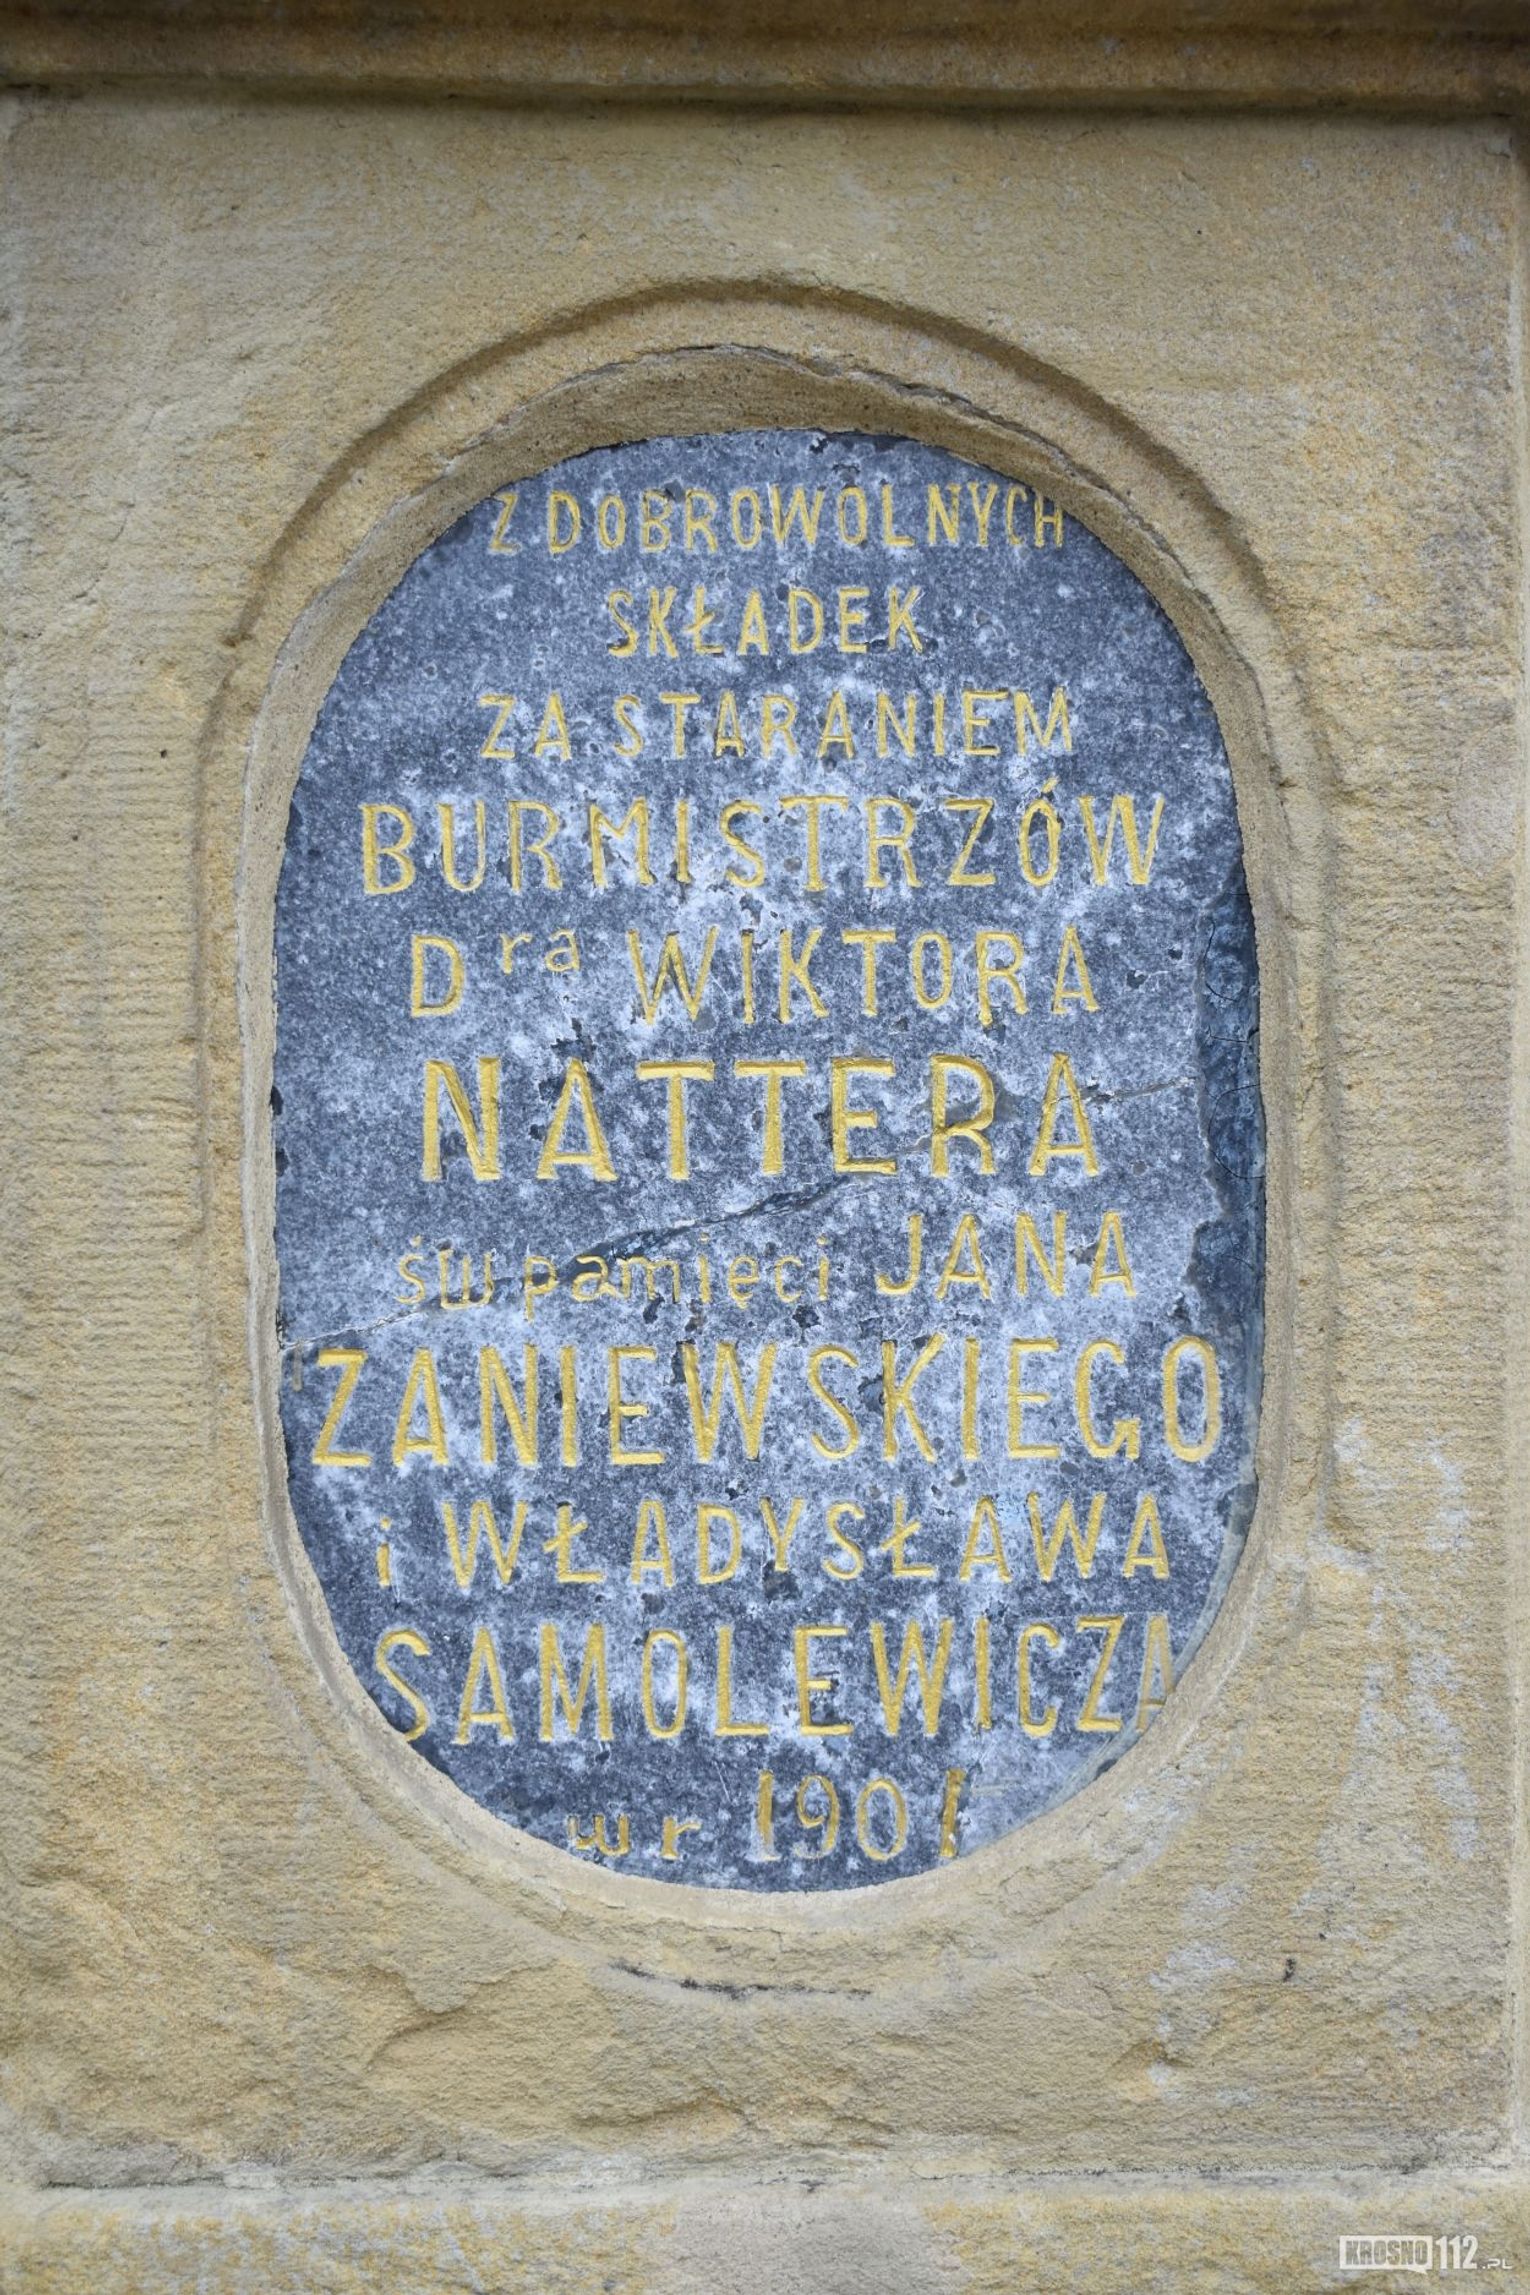 Z DOBROWOLNYCH
SKŁADEK
ZA STARANIEM
BURMISTRZÓW
Dra WIKTORA
NATTERA
św pamięci JANA
ZANIEWSKIEGO
i WŁADYSŁAWA
SAMOLEWICZA
w r 1901
KROSNO112.PL